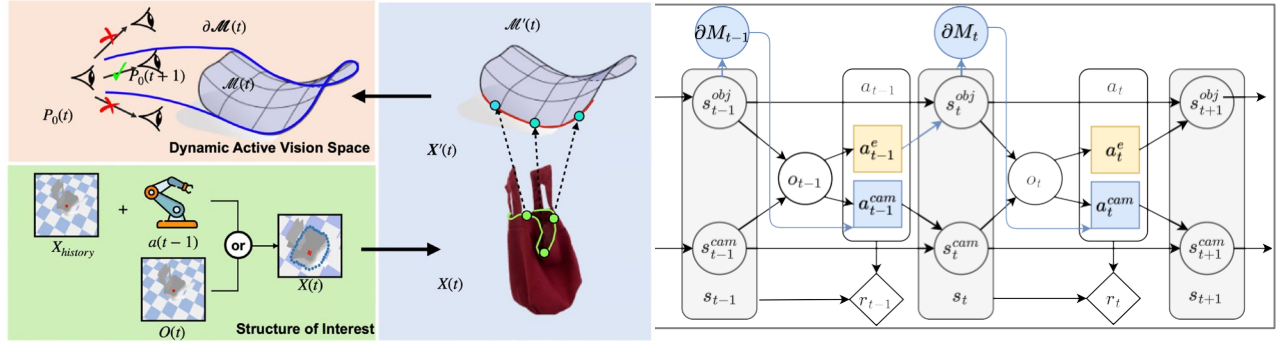 ∂𝓜(t)
𝓜(t)
P₀(t + 1)
P₀(t)
Dynamic Active Vision Space
X_history
+
a(t − 1)
or
X(t)
O(t)
Structure of Interest
𝓜′(t)
X′(t)
X(t)
∂M_{t−1}
s^{obj}_{t−1}
o_{t−1}
s^{cam}_{t−1}
s_{t−1}
a_{t−1}
a^e_{t−1}
a^{cam}_{t−1}
r_{t−1}
∂M_t
s^{obj}_t
o_t
s^{cam}_t
s_t
a_t
a^e_t
a^{cam}_t
r_t
s^{obj}_{t+1}
s^{cam}_{t+1}
s_{t+1}